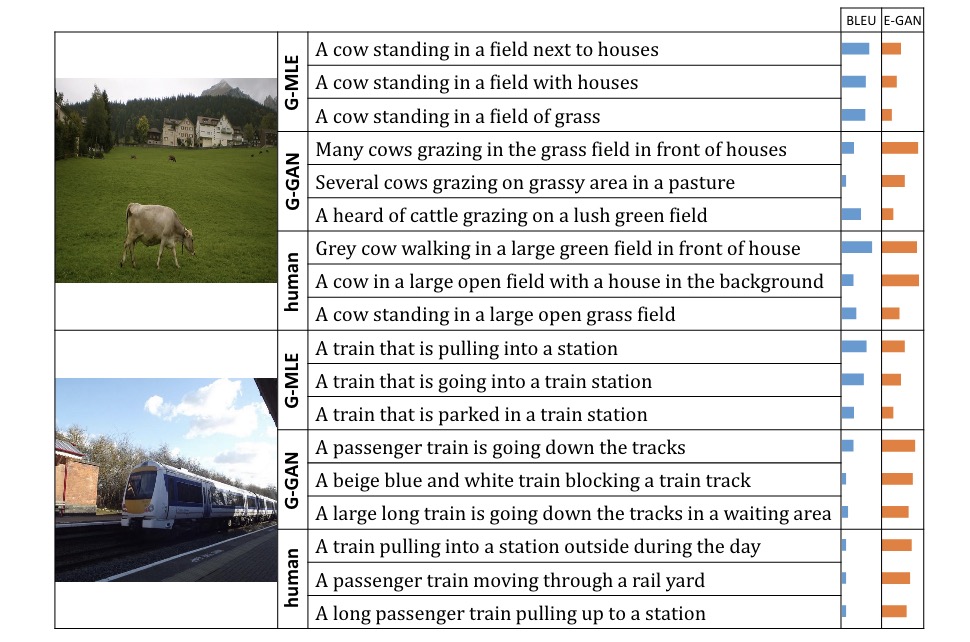 BLEU E-GAN
G-MLE
A cow standing in a field next to houses
A cow standing in a field with houses
A cow standing in a field of grass
G-GAN
Many cows grazing in the grass field in front of houses
Several cows grazing on grassy area in a pasture
A heard of cattle grazing on a lush green field
human
Grey cow walking in a large green field in front of house
A cow in a large open field with a house in the background
A cow standing in a large open grass field
G-MLE
A train that is pulling into a station
A train that is going into a train station
A train that is parked in a train station
G-GAN
A passenger train is going down the tracks
A beige blue and white train blocking a train track
A large long train is going down the tracks in a waiting area
human
A train pulling into a station outside during the day
A passenger train moving through a rail yard
A long passenger train pulling up to a station